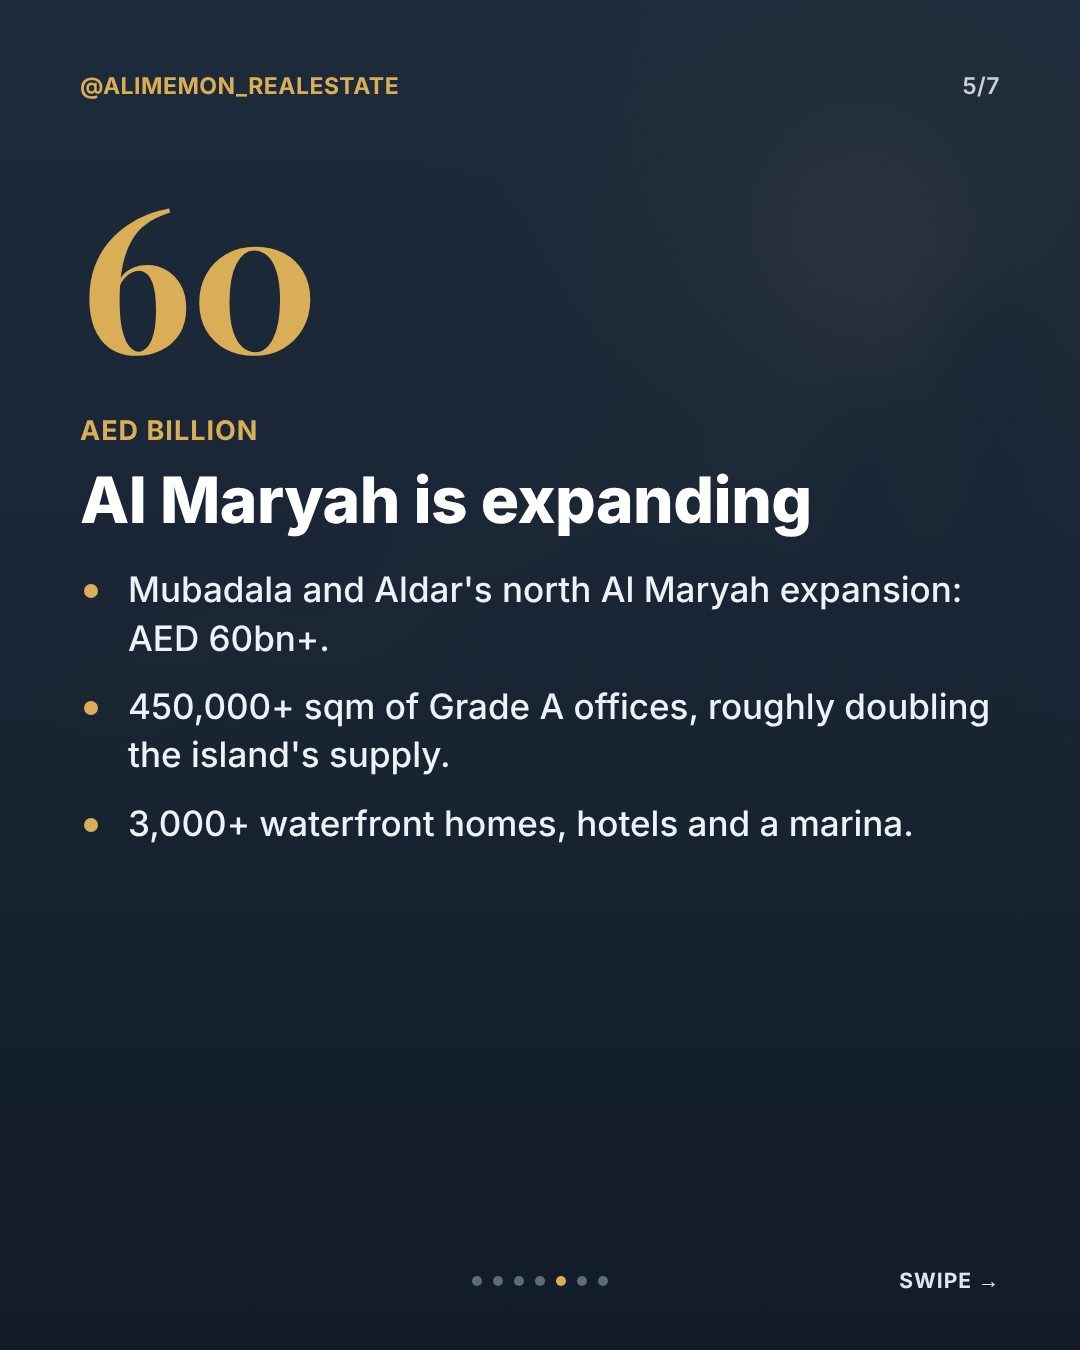 @ALIMEMON_REALESTATE
5/7
60
AED BILLION
Al Maryah is expanding
Mubadala and Aldar's north Al Maryah expansion:
AED 60bn+.
450,000+ sqm of Grade A offices, roughly doubling
the island's supply.
3,000+ waterfront homes, hotels and a marina.
SWIPE →